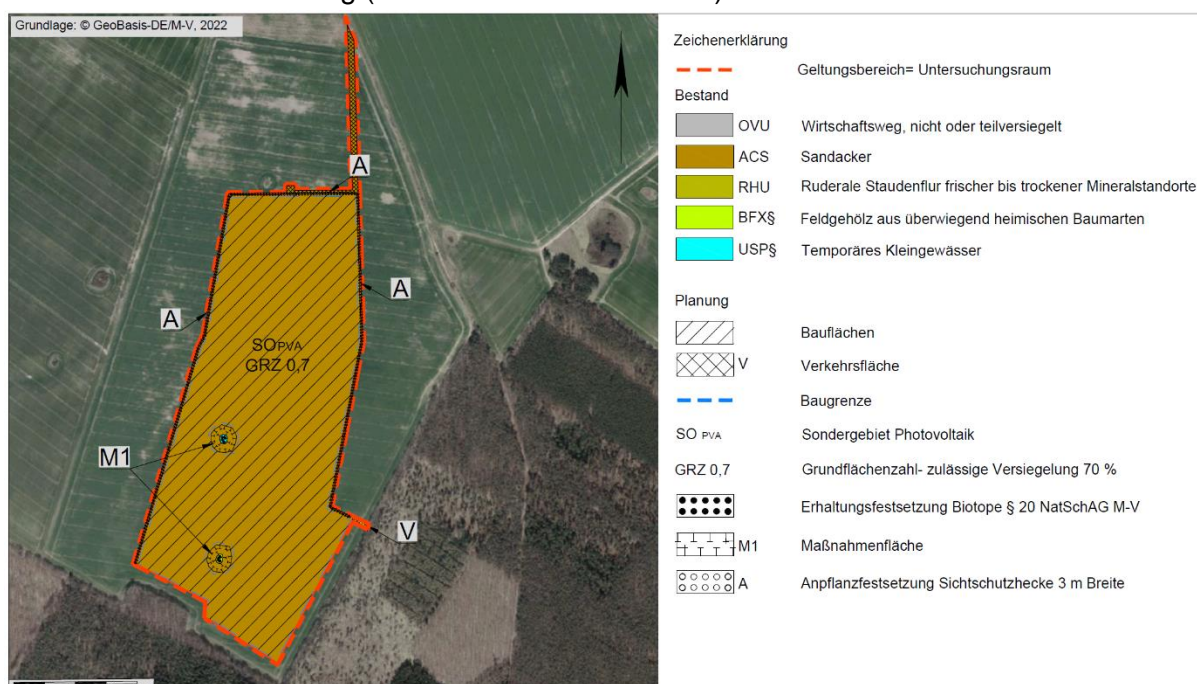 Grundlage: © GeoBasis-DE/M-V, 2022
A
A
A
SO PVA
GRZ 0,7
M1
V
Zeichenerklärung
Geltungsbereich= Untersuchungsraum
Bestand
OVU Wirtschaftsweg, nicht oder teilversiegelt
ACS Sandacker
RHU Ruderale Staudenflur frischer bis trockener Mineralstandorte
BFX§ Feldgehölz aus überwiegend heimischen Baumarten
USP§ Temporäres Kleingewässer
Planung
Bauflächen
V Verkehrsfläche
Baugrenze
SO PVA Sondergebiet Photovoltaik
GRZ 0,7 Grundflächenzahl- zulässige Versiegelung 70 %
Erhaltungsfestsetzung Biotope § 20 NatSchAG M-V
M1 Maßnahmenfläche
A Anpflanzfestsetzung Sichtschutzhecke 3 m Breite